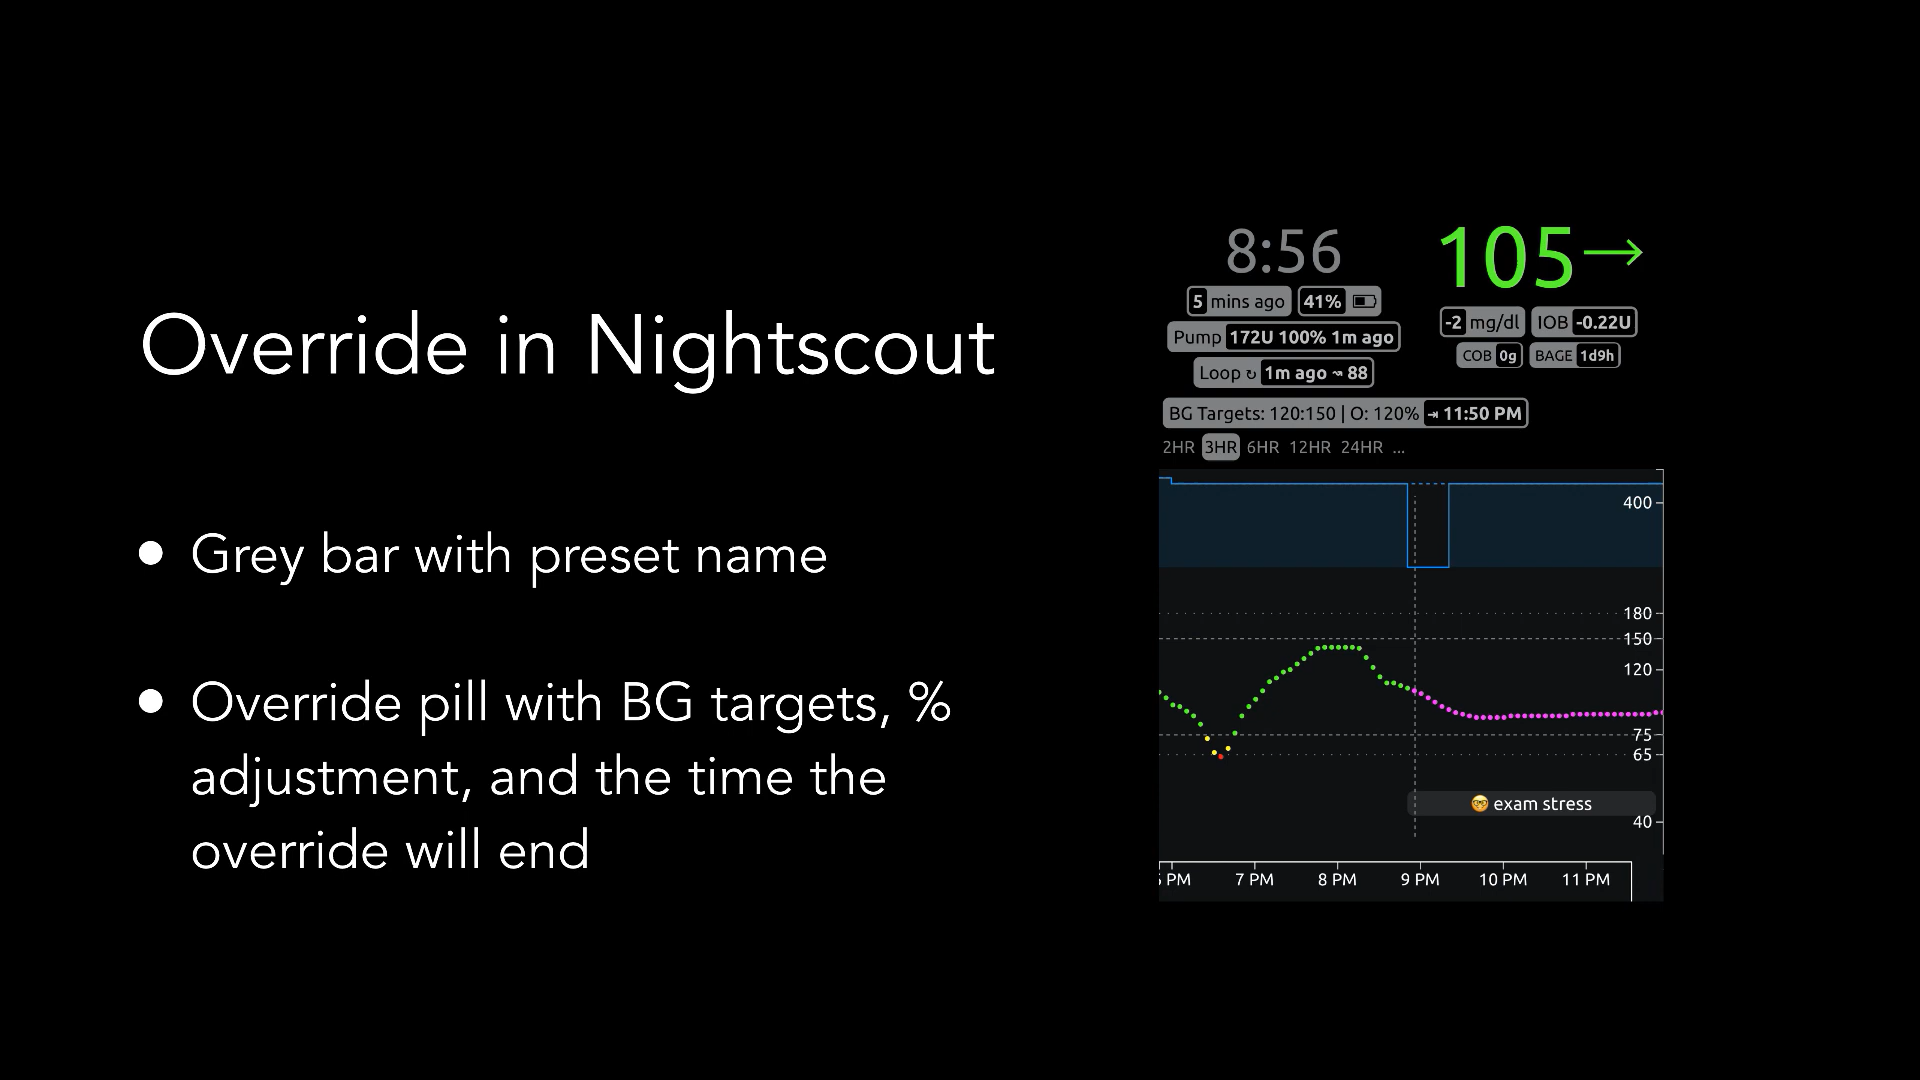 Override in Nightscout
• Grey bar with preset name
• Override pill with BG targets, %
adjustment, and the time the
override will end
8:56
105→
5 mins ago 41%
-2 mg/dl IOB -0.22U
Pump 172U 100% 1m ago
COB 0g BAGE 1d9h
Loop ↻ 1m ago ↝ 88
BG Targets: 120:150 | O: 120% ⇥ 11:50 PM
2HR 3HR 6HR 12HR 24HR ...
400
180
150
120
75
65
🤓 exam stress
40
PM 7 PM 8 PM 9 PM 10 PM 11 PM